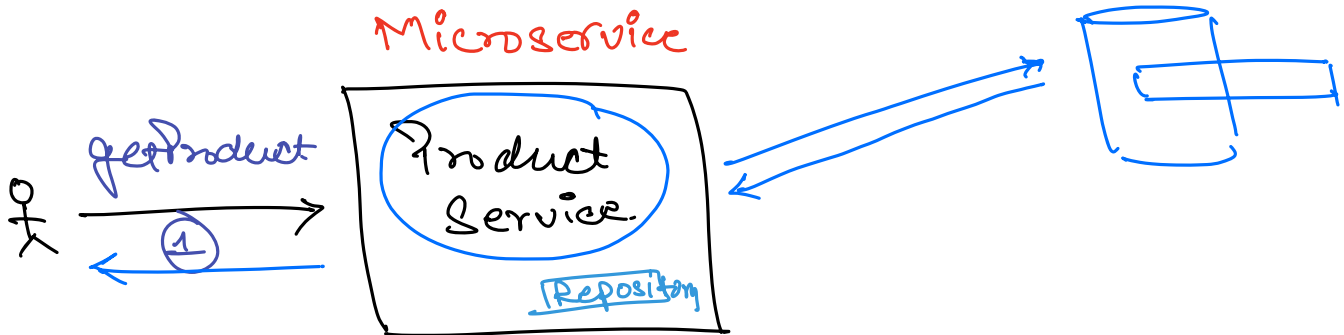 Microservice
getProduct
1
Product
Service.
Repository